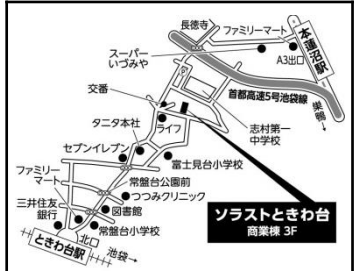 長徳寺
ファミリーマート
本蓮沼駅
スーパー
いづみや
A3出口
巣鴨→
首都高速5号池袋線
交番
タニタ本社
ライフ
志村第一
中学校
セブンイレブン
富士見台小学校
ファミリー
マート
常盤台公園前
つつみクリニック
三井住友
銀行
図書館
常盤台小学校
北口
ときわ台駅
池袋→
ソラストときわ台
商業棟 3F